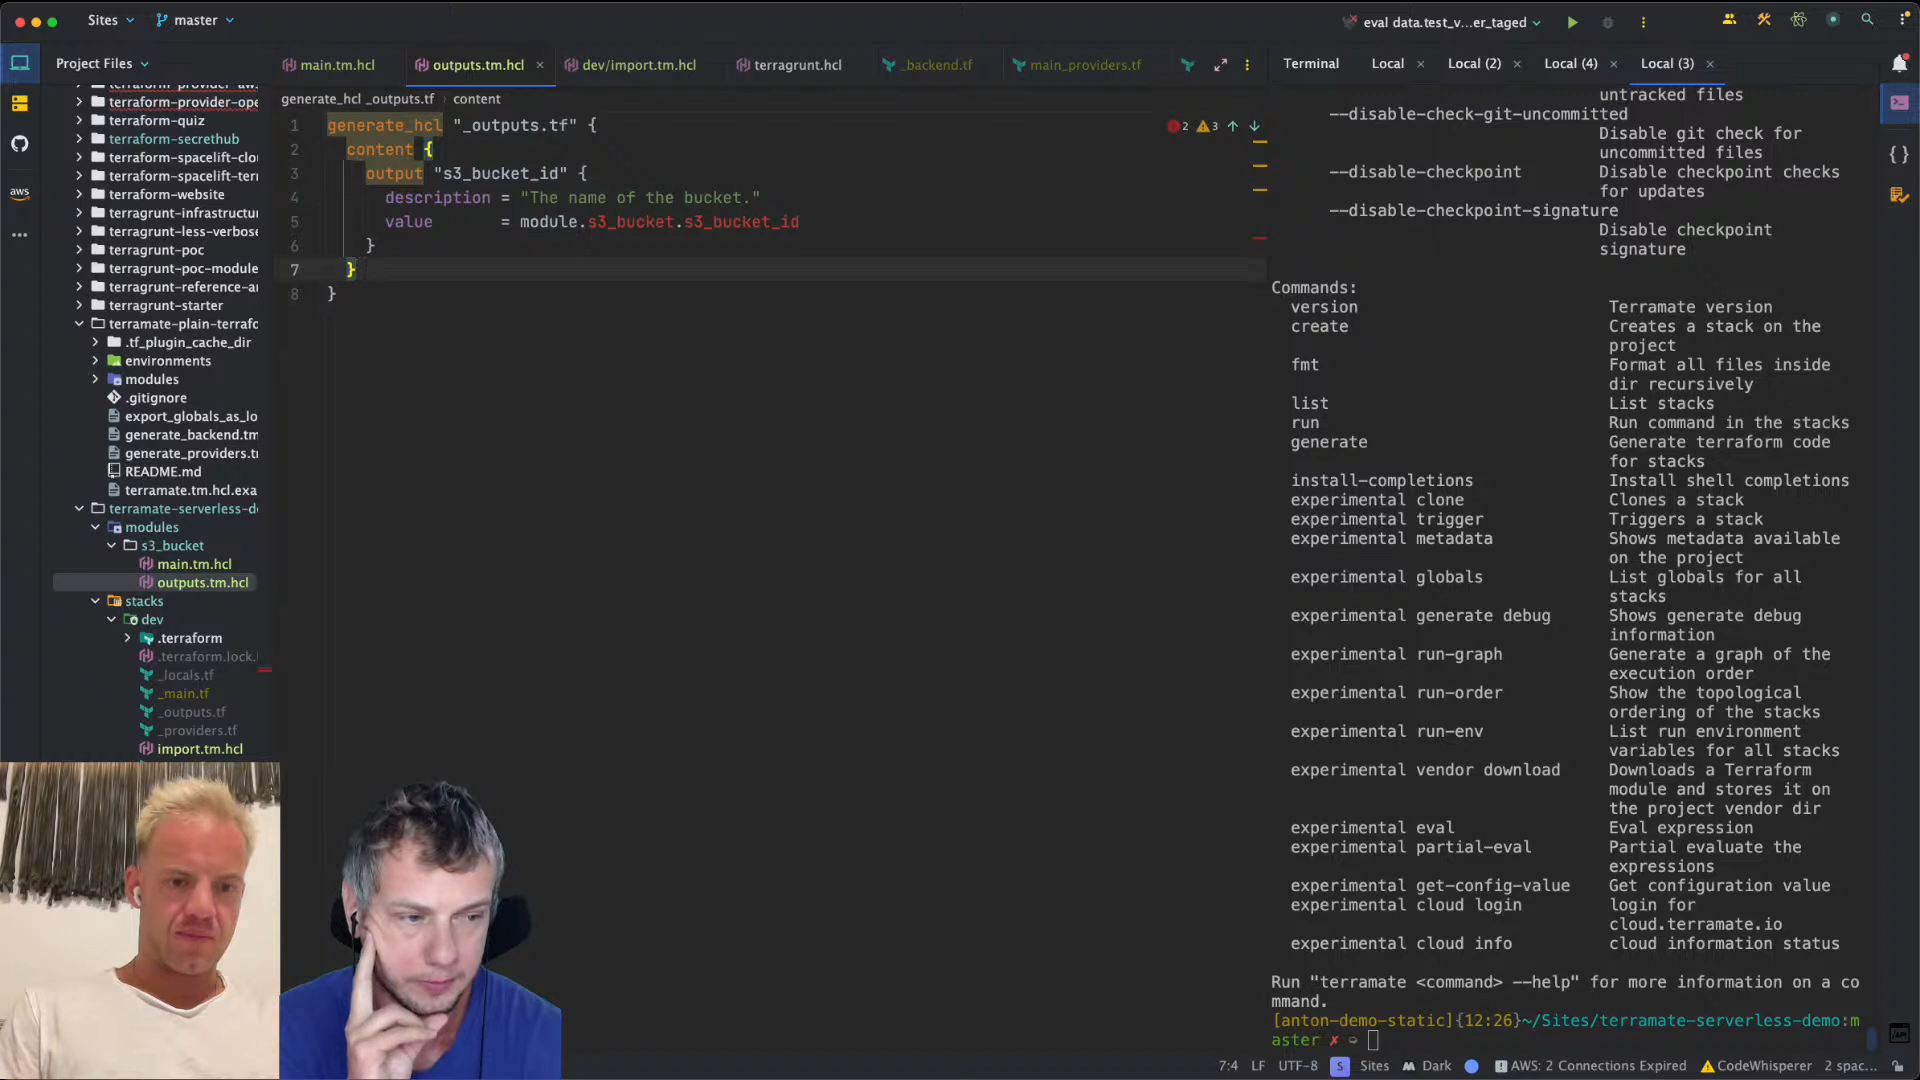 Sites
master
eval data.test_v...er_taged
Project Files
main.tm.hcl
outputs.tm.hcl
dev/import.tm.hcl
terragrunt.hcl
_backend.tf
main_providers.tf
Terminal
Local
Local (2)
Local (4)
Local (3)
terraform-provider-ope
terraform-quiz
terraform-secrethub
terraform-spacelift-clo
terraform-spacelift-terr
terraform-website
terragrunt-infrastructur
terragrunt-less-verbose
terragrunt-poc
terragrunt-poc-module
terragrunt-reference-ar
terragrunt-starter
terramate-plain-terrafo
.tf_plugin_cache_dir
environments
modules
.gitignore
export_globals_as_lo
generate_backend.tm
generate_providers.tm
README.md
terramate.tm.hcl.exa
terramate-serverless-de
modules
s3_bucket
main.tm.hcl
outputs.tm.hcl
stacks
dev
.terraform
.terraform.lock.
_locals.tf
_main.tf
_outputs.tf
_providers.tf
import.tm.hcl
aws
generate_hcl _outputs.tf content
1 generate_hcl "_outputs.tf" {
2 content {
3 output "s3_bucket_id" {
4 description = "The name of the bucket."
5 value = module.s3_bucket.s3_bucket_id
6 }
7 }
8 }
2 3
untracked files
--disable-check-git-uncommitted
Disable git check for
uncommitted files
--disable-checkpoint Disable checkpoint checks
for updates
--disable-checkpoint-signature
Disable checkpoint
signature
Commands:
version Terramate version
create Creates a stack on the
project
fmt Format all files inside
dir recursively
list List stacks
run Run command in the stacks
generate Generate terraform code
for stacks
install-completions Install shell completions
experimental clone Clones a stack
experimental trigger Triggers a stack
experimental metadata Shows metadata available
on the project
experimental globals List globals for all
stacks
experimental generate debug Shows generate debug
information
experimental run-graph Generate a graph of the
execution order
experimental run-order Show the topological
ordering of the stacks
experimental run-env List run environment
variables for all stacks
experimental vendor download Downloads a Terraform
module and stores it on
the project vendor dir
experimental eval Eval expression
experimental partial-eval Partial evaluate the
expressions
experimental get-config-value Get configuration value
experimental cloud login login for
cloud.terramate.io
experimental cloud info cloud information status
Run "terramate <command> --help" for more information on a co
mmand.
[anton-demo-static]{12:26}~/Sites/terramate-serverless-demo:m
aster ✗ ⇨
7:4 LF UTF-8 S Sites Dark AWS: 2 Connections Expired CodeWhisperer 2 spac...